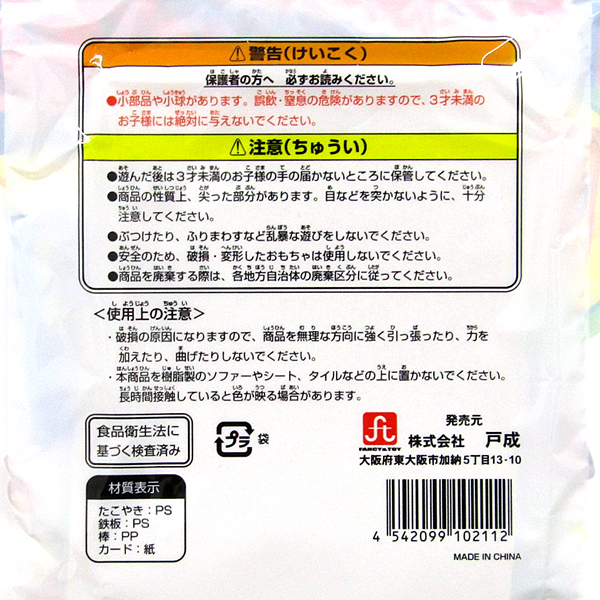 ⚠警告(けいこく)
保護者の方へ 必ずお読みください。
●小部品や小球があります。誤飲・窒息の危険がありますので、3才未満の
お子様には絶対に与えないでください。
⚠注意(ちゅうい)
●遊んだ後は3才未満のお子様の手の届かないところに保管してください。
●商品の性質上、尖った部分があります。目などを突かないように、十分
注意してください。
●ぶつけたり、ふりまわすなど乱暴な遊びをしないでください。
●安全のため、破損・変形したおもちゃは使用しないでください。
●商品を廃棄する際は、各地方自治体の廃棄区分に従ってください。
<使用上の注意>
・破損の原因になりますので、商品を無理な方向に強く引っ張ったり、力を
加えたり、曲げたりしないでください。
・本商品を樹脂製のソファーやシート、タイルなどの上に置かないでください。
長時間接触していると色が映る場合があります。
食品衛生法に
基づく検査済み
プラ 袋
ft
FANCY&TOY
発売元
株式会社 戸成
大阪府東大阪市加納5丁目13-10
材質表示
たこやき:PS
鉄板:PS
棒:PP
カード:紙
4 542099 102112
MADE IN CHINA